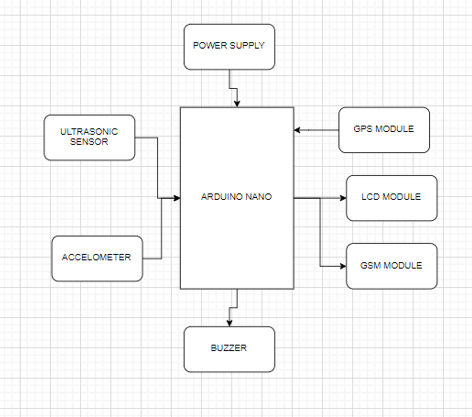 POWER SUPPLY
ULTRASONIC
SENSOR
GPS MODULE
ARDUINO NANO
LCD MODULE
ACCELOMETER
GSM MODULE
BUZZER